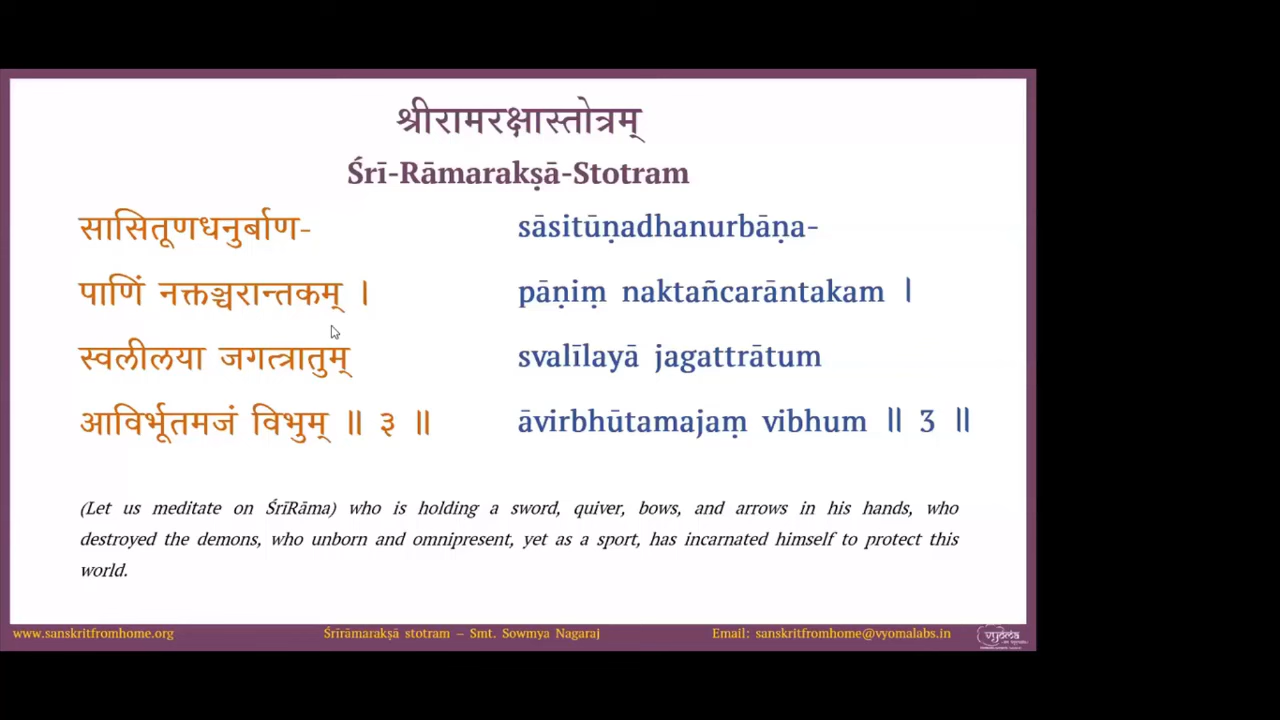 श्रीरामरक्षास्तोत्रम्
Śrī-Rāmarakṣā-Stotram
सासितूणधनुर्बाण-
पाणिं नक्तञ्चरान्तकम् ।
स्वलीलया जगत्त्रातुम्
आविर्भूतमजं विभुम् ॥ ३ ॥
sāsitūṇadhanurbāṇa-
pāṇiṃ naktañcarāntakam ।
svalīlayā jagattrātum
āvirbhūtamajaṃ vibhum ॥ 3 ॥
(Let us meditate on ŚrīRāma) who is holding a sword, quiver, bows, and arrows in his hands, who
destroyed the demons, who unborn and omnipresent, yet as a sport, has incarnated himself to protect this
world.
www.sanskritfromhome.org
Śrīrāmarakṣā stotram – Smt. Sowmya Nagaraj
Email: sanskritfromhome@vyomalabs.in
vyoma